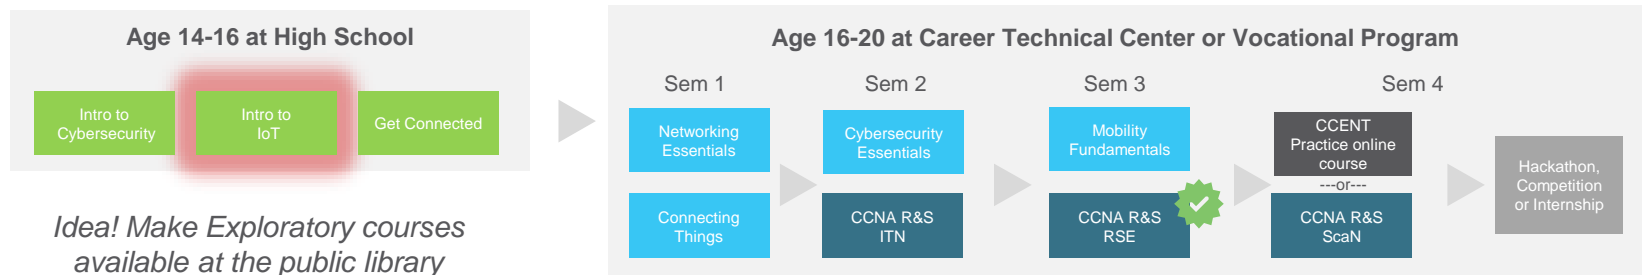 Age 14-16 at High School
Intro to
Cybersecurity
Intro to
IoT
Get Connected
Idea! Make Exploratory courses
available at the public library
Age 16-20 at Career Technical Center or Vocational Program
Sem 1
Sem 2
Sem 3
Sem 4
Networking
Essentials
Cybersecurity
Essentials
Mobility
Fundamentals
CCENT
Practice online
course
---or---
Connecting
Things
CCNA R&S
ITN
CCNA R&S
RSE
CCNA R&S
ScaN
Hackathon,
Competition
or Internship